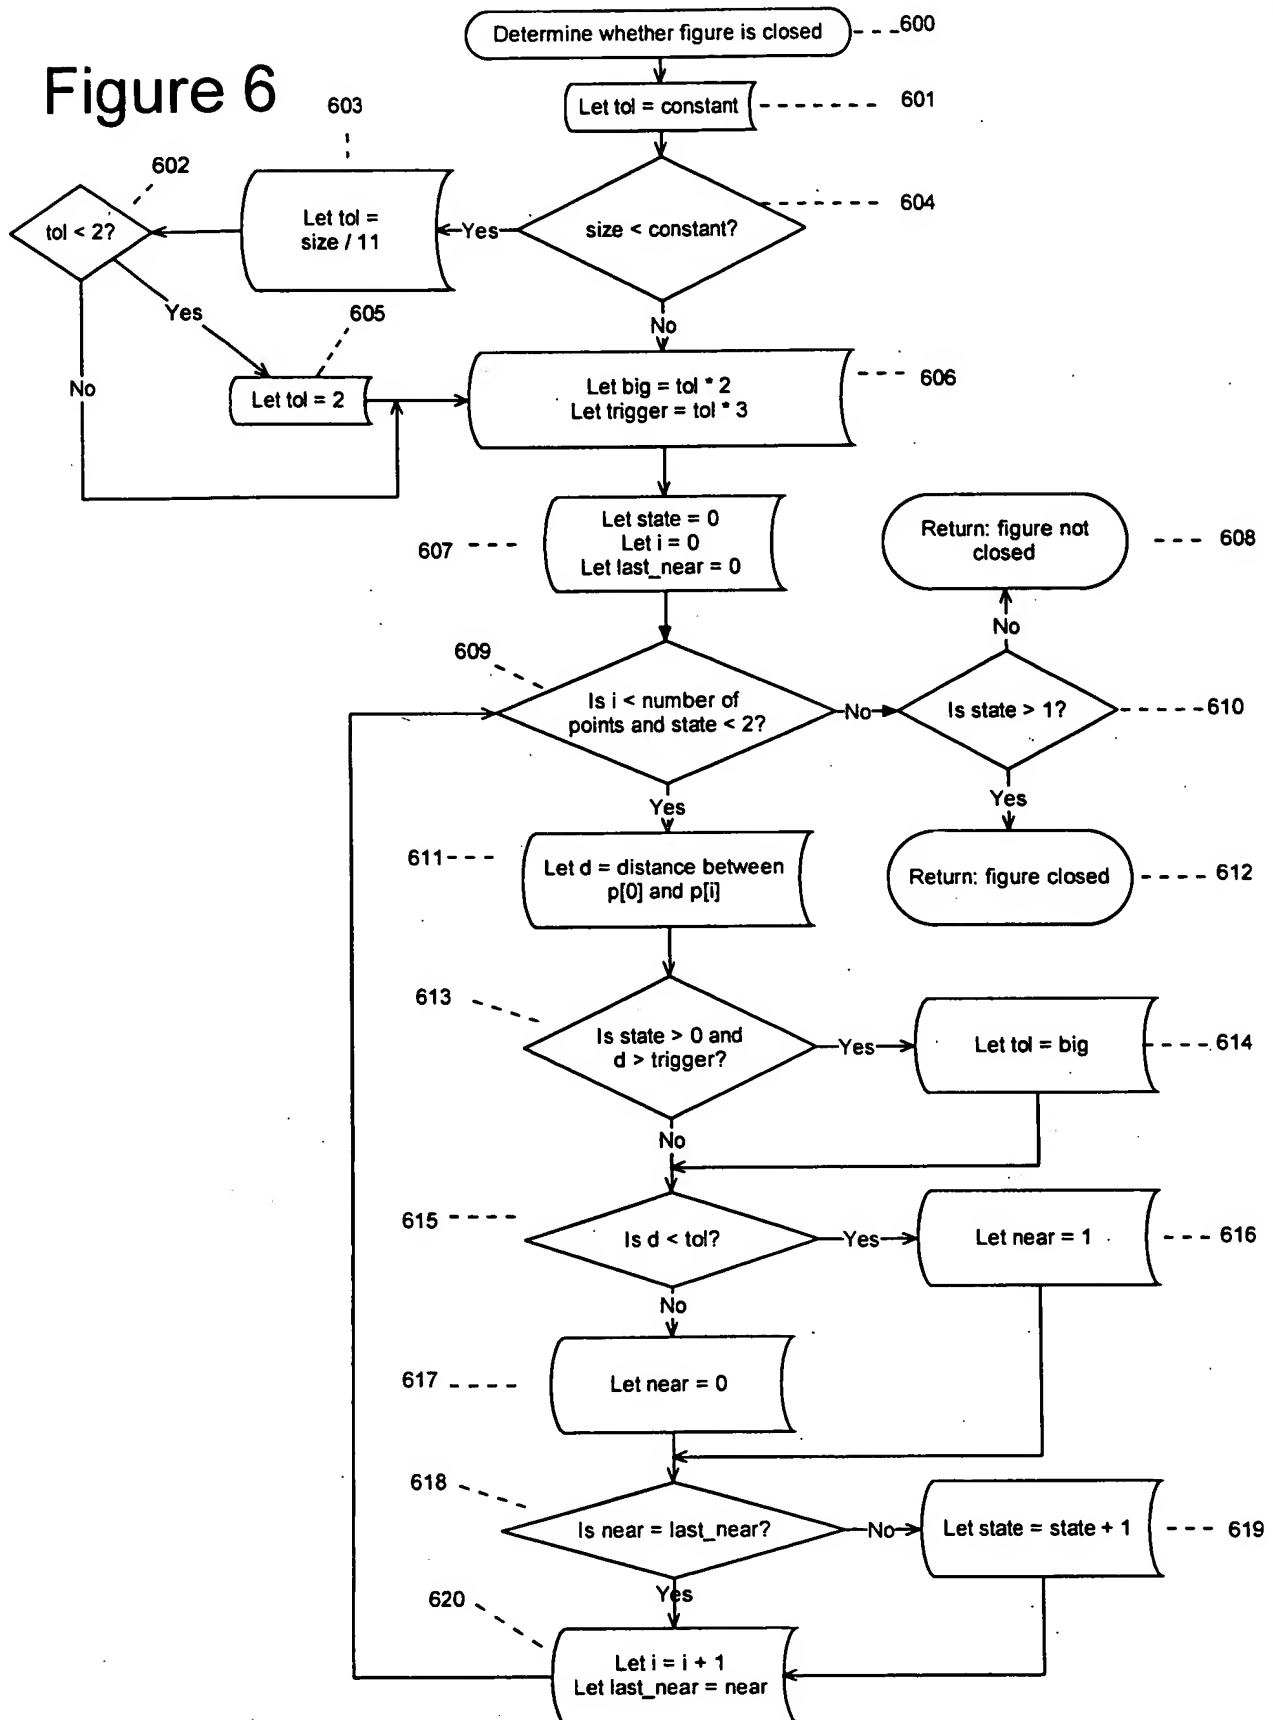 Figure 6
Determine whether figure is closed
600
Let tol = constant
601
603
602
tol < 2?
Let tol =
size / 11
Yes
size < constant?
604
Yes
605
No
No
Let tol = 2
Let big = tol * 2
Let trigger = tol * 3
606
607
Let state = 0
Let i = 0
Let last_near = 0
Return: figure not
closed
608
No
609
Is i < number of
points and state < 2?
No
Is state > 1?
610
Yes
Yes
611
Let d = distance between
p[0] and p[i]
Return: figure closed
612
613
Is state > 0 and
d > trigger?
Yes
Let tol = big
614
No
615
Is d < tol?
Yes
Let near = 1
616
No
617
Let near = 0
618
Is near = last_near?
No
Let state = state + 1
619
Yes
620
Let i = i + 1
Let last_near = near